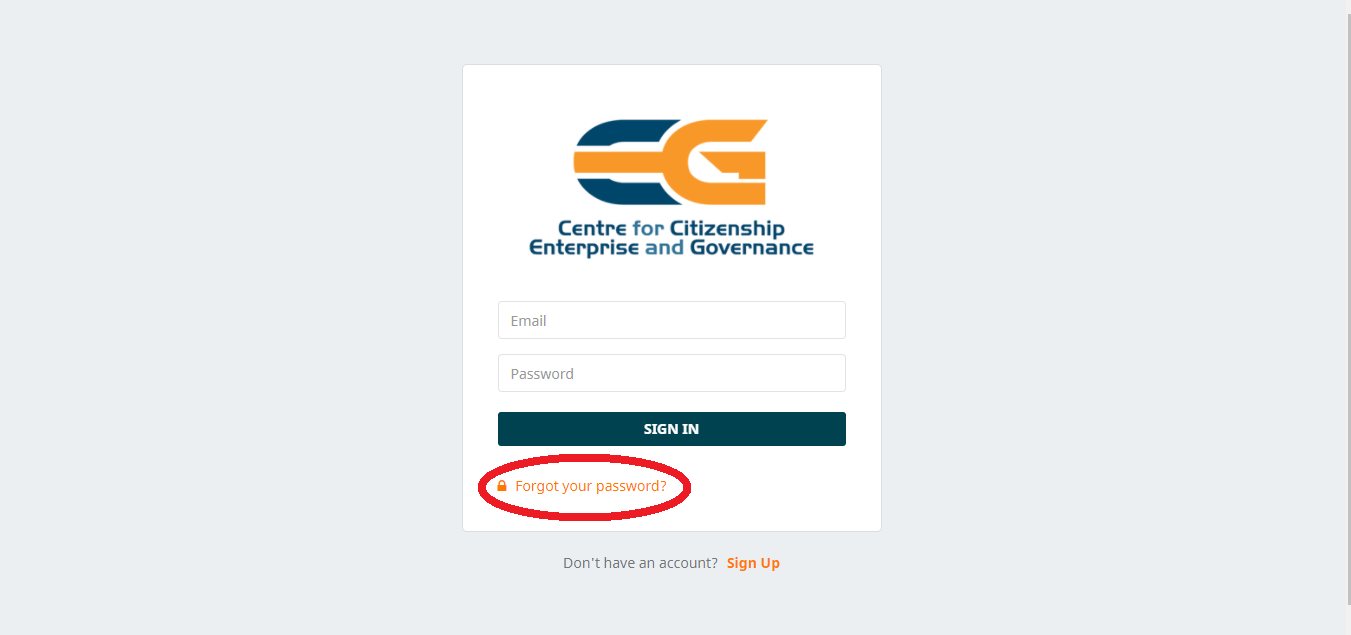 Centre for Citizenship
Enterprise and Governance
Email
Password
SIGN IN
Forgot your password?
Don't have an account? Sign Up